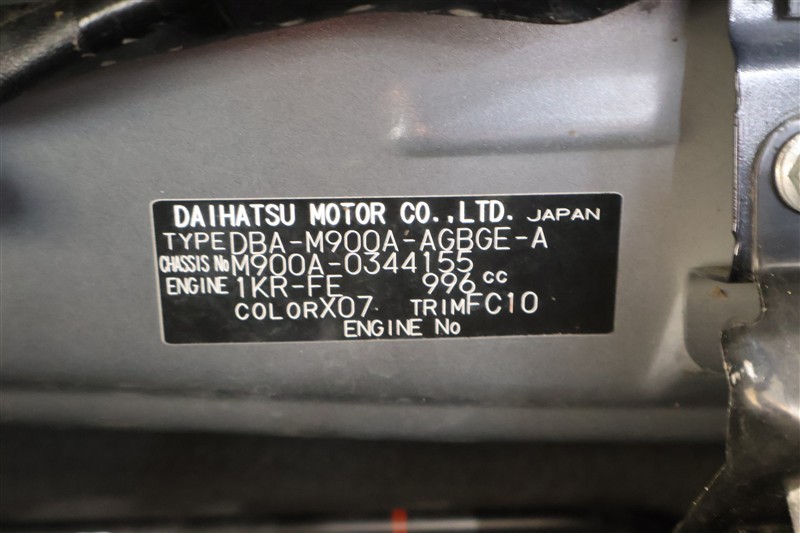 DAIHATSU MOTOR CO.,LTD. JAPAN
TYPE DBA-M900A-AGBGE-A
CHASSIS No M900A-0344155
ENGINE 1KR-FE 996 cc
COLOR X07 TRIM FC10
ENGINE No